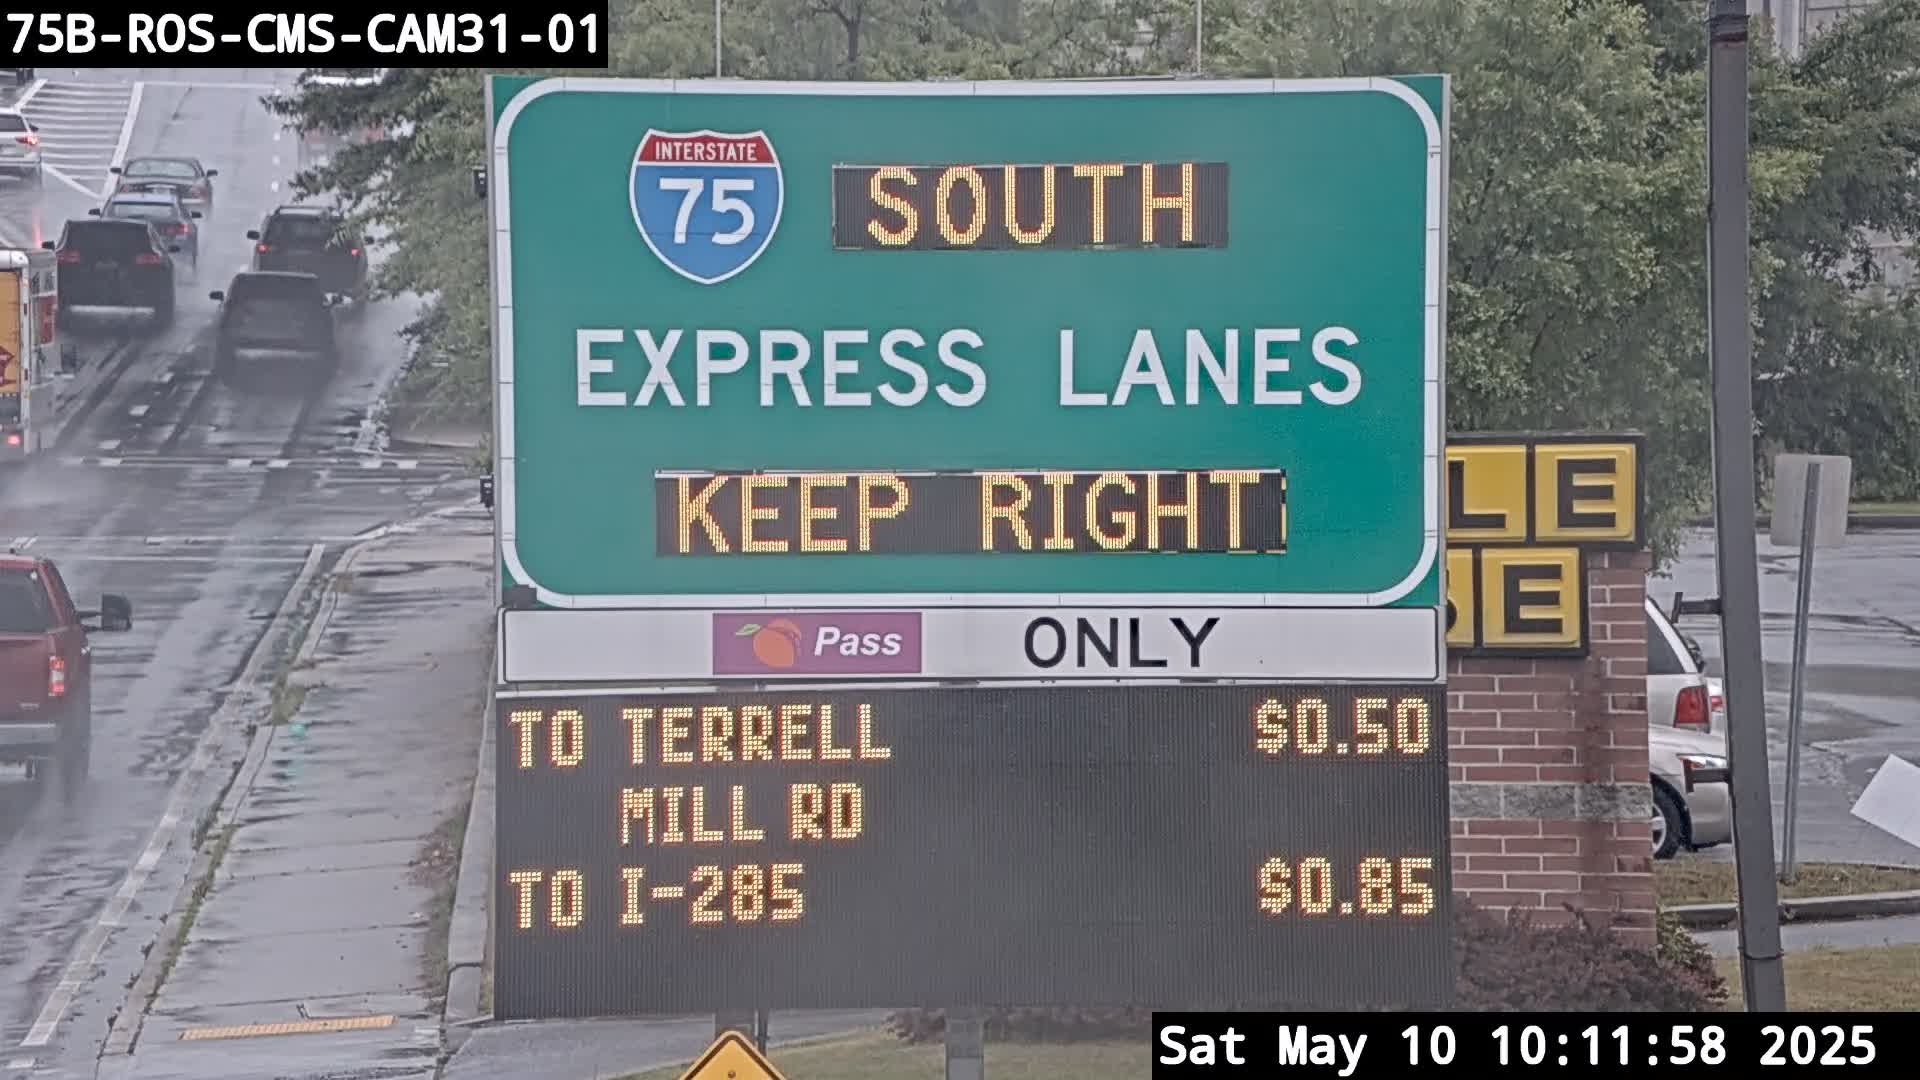 75B-ROS-CMS-CAM31-01
INTERSTATE
75
SOUTH
EXPRESS LANES
KEEP RIGHT
Pass ONLY
TO TERRELL $0.50
MILL RD
TO I-285 $0.85
LE
E
Sat May 10 10:11:58 2025